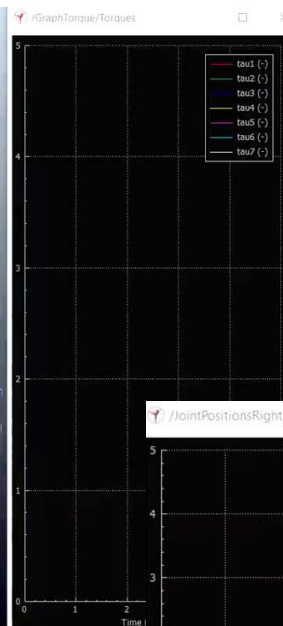 /GraphTorque/Torques
5
tau1 (-)
tau2 (-)
tau3 (-)
tau4 (-)
tau5 (-)
tau6 (-)
tau7 (-)
4
3
2
1
0
0 1 2
Time
/JointPositionsRight
5
4
3